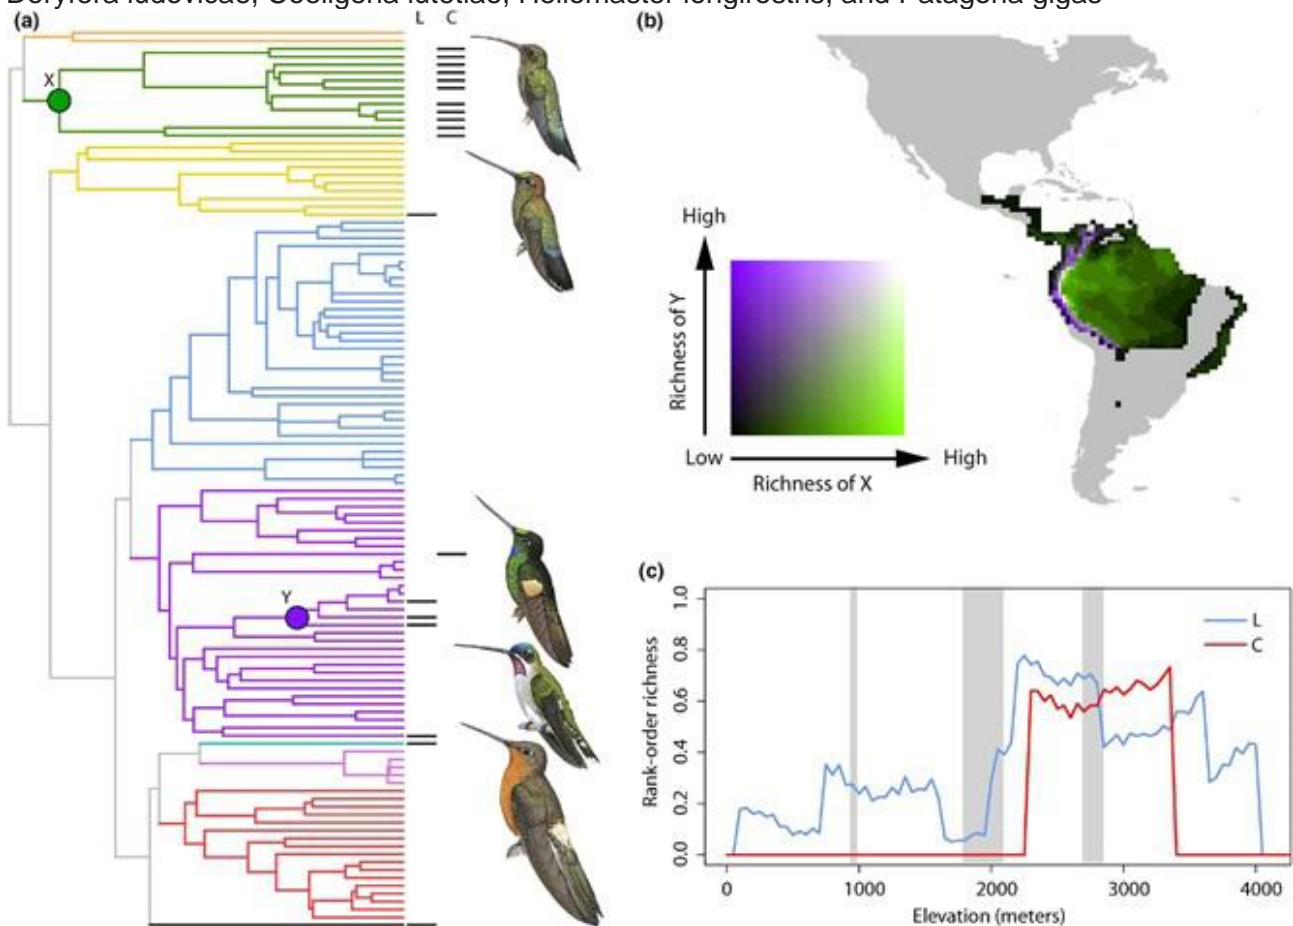 Doryfora ludovicae, Coeligena lutetiae, Heliomaster longirostris, and Patagona gigas
(a)
L C
X
Y
(b)
High
Richness of Y
Low
High
Richness of X
(c)
Rank-order richness
1.0
0.8
0.6
0.4
0.2
0.0
L
C
0 1000 2000 3000 4000
Elevation (meters)